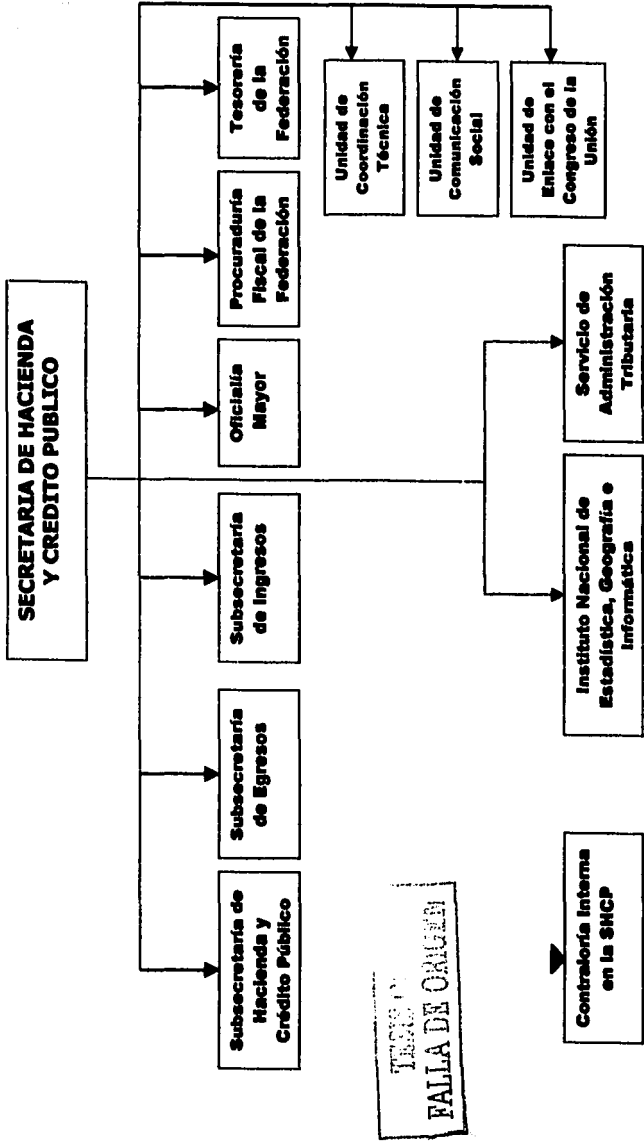 SECRETARIA DE HACIENDA
Y CREDITO PUBLICO
Subsecretaría de
Hacienda y
Crédito Público
Subsecretaría
de Egresos
Subsecretaría
de Ingresos
Oficialía
Mayor
Procuraduría
Fiscal de la
Federación
Tesorería
de la
Federación
Unidad de
Coordinación
Técnica
Unidad de
Comunicación
Social
Unidad de
Enlace con el
Congreso de la
Unión
Contraloría Interna
en la SHCP
Instituto Nacional de
Estadística, Geografía e
Informática
Servicio de
Administración
Tributaria
FALLA DE ORIGEN